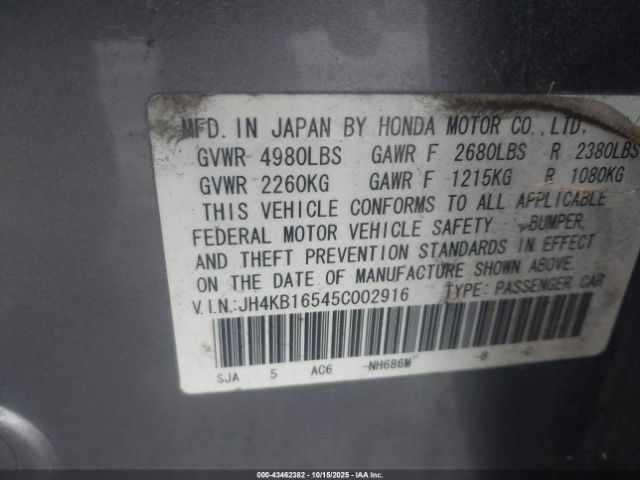 MFD. IN JAPAN BY HONDA MOTOR CO.,LTD.
GVWR 4980LBS GAWR F 2680LBS R 2380LBS
GVWR 2260KG GAWR F 1215KG R 1080KG
THIS VEHICLE CONFORMS TO ALL APPLICABLE
FEDERAL MOTOR VEHICLE SAFETY BUMPER,
AND THEFT PREVENTION STANDARDS IN EFFECT
ON THE DATE OF MANUFACTURE SHOWN ABOVE.
V.I.N.:JH4KB16545C002916 TYPE: PASSENGER CAR
SJA 5 AC6 -NH686M -8 -C
000-43462382 - 10/15/2025 - IAA Inc.